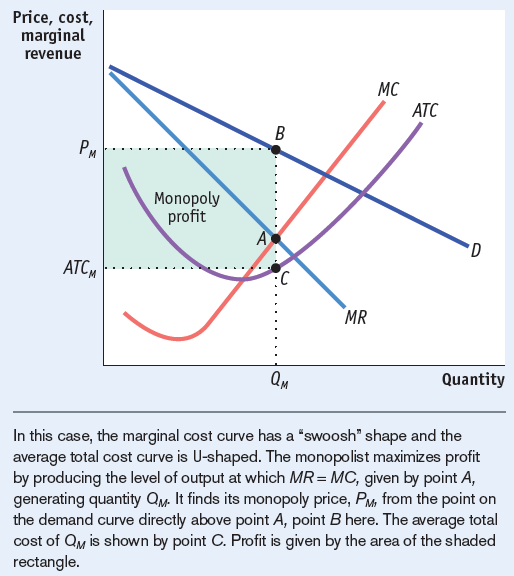 Price, cost,
marginal
revenue
MC
ATC
B
P_M
Monopoly
profit
A
D
ATC_M
C
MR
Q_M
Quantity
In this case, the marginal cost curve has a “swoosh” shape and the
average total cost curve is U-shaped. The monopolist maximizes profit
by producing the level of output at which MR = MC, given by point A,
generating quantity Q_M. It finds its monopoly price, P_M, from the point on
the demand curve directly above point A, point B here. The average total
cost of Q_M is shown by point C. Profit is given by the area of the shaded
rectangle.